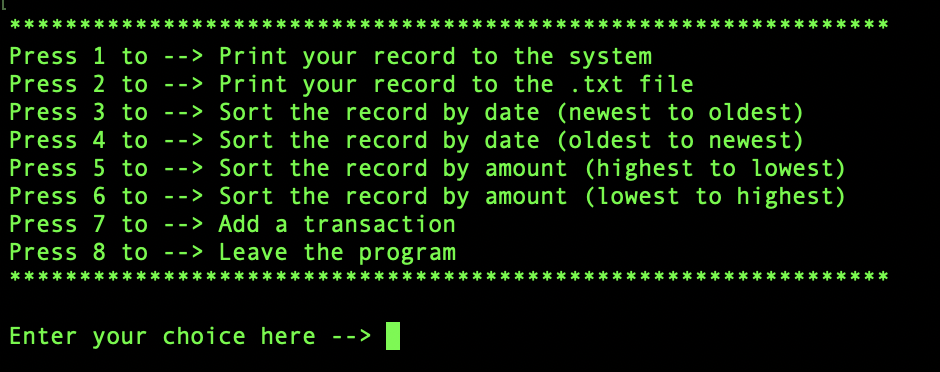 ***************************************************************
Press 1 to --> Print your record to the system
Press 2 to --> Print your record to the .txt file
Press 3 to --> Sort the record by date (newest to oldest)
Press 4 to --> Sort the record by date (oldest to newest)
Press 5 to --> Sort the record by amount (highest to lowest)
Press 6 to --> Sort the record by amount (lowest to highest)
Press 7 to --> Add a transaction
Press 8 to --> Leave the program
***************************************************************
Enter your choice here -->